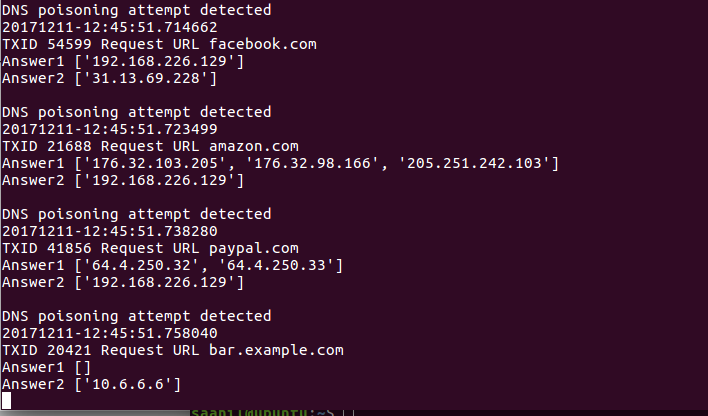 DNS poisoning attempt detected
20171211-12:45:51.714662
TXID 54599 Request URL facebook.com
Answer1 ['192.168.226.129']
Answer2 ['31.13.69.228']
DNS poisoning attempt detected
20171211-12:45:51.723499
TXID 21688 Request URL amazon.com
Answer1 ['176.32.103.205', '176.32.98.166', '205.251.242.103']
Answer2 ['192.168.226.129']
DNS poisoning attempt detected
20171211-12:45:51.738280
TXID 41856 Request URL paypal.com
Answer1 ['64.4.250.32', '64.4.250.33']
Answer2 ['192.168.226.129']
DNS poisoning attempt detected
20171211-12:45:51.758040
TXID 20421 Request URL bar.example.com
Answer1 []
Answer2 ['10.6.6.6']